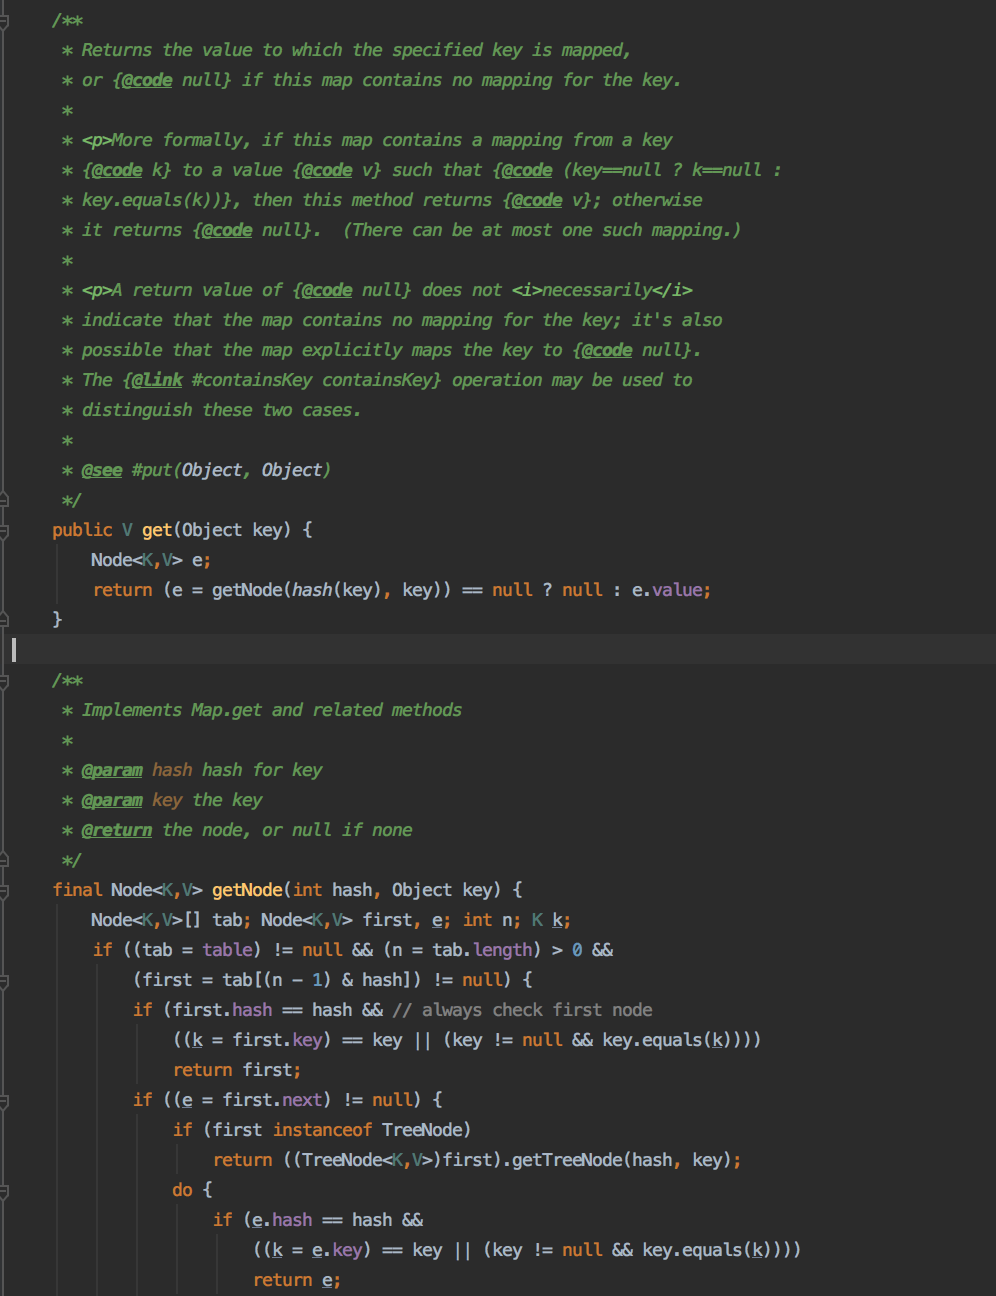 /**
 * Returns the value to which the specified key is mapped,
 * or {@code null} if this map contains no mapping for the key.
 *
 * <p>More formally, if this map contains a mapping from a key
 * {@code k} to a value {@code v} such that {@code (key==null ? k==null :
 * key.equals(k))}, then this method returns {@code v}; otherwise
 * it returns {@code null}.  (There can be at most one such mapping.)
 *
 * <p>A return value of {@code null} does not <i>necessarily</i>
 * indicate that the map contains no mapping for the key; it's also
 * possible that the map explicitly maps the key to {@code null}.
 * The {@link #containsKey containsKey} operation may be used to
 * distinguish these two cases.
 *
 * @see #put(Object, Object)
 */
public V get(Object key) {
    Node<K,V> e;
    return (e = getNode(hash(key), key)) == null ? null : e.value;
}
/**
 * Implements Map.get and related methods
 *
 * @param hash hash for key
 * @param key the key
 * @return the node, or null if none
 */
final Node<K,V> getNode(int hash, Object key) {
    Node<K,V>[] tab; Node<K,V> first, e; int n; K k;
    if ((tab = table) != null && (n = tab.length) > 0 &&
        (first = tab[(n - 1) & hash]) != null) {
        if (first.hash == hash && // always check first node
            ((k = first.key) == key || (key != null && key.equals(k))))
            return first;
        if ((e = first.next) != null) {
            if (first instanceof TreeNode)
                return ((TreeNode<K,V>)first).getTreeNode(hash, key);
            do {
                if (e.hash == hash &&
                    ((k = e.key) == key || (key != null && key.equals(k))))
                    return e;